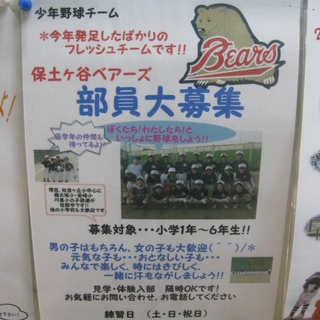 少年野球チーム
*今年発足したばかりの
フレッシュチームです!!
Bears
保土ヶ谷ベアーズ
部員大募集
低学年の仲間も
待ってるよ!
ぼくたち!わたしたち!と
いっしょに野球をしよう!!
募集対象・・・小学1年〜6年生!!
男の子はもちろん、女の子も大歓迎(⌒⌒)/*
元気な子も・・・おとなしい子も・・・
みんなで楽しく、時にはきびしく、
一緒に汗をながしましょう!!
見学・体験入部 随時OKです!
お気軽にお問い合わせ、お電話してください
練習日 (土・日・祝日)